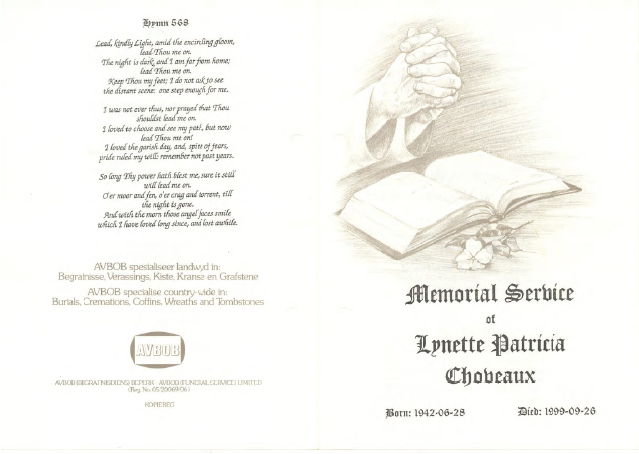 Hymn 568
Lead, kindly Light, amid the encircling gloom,
lead Thou me on.
The night is dark, and I am far from home;
lead Thou me on.
Keep Thou my feet; I do not ask to see
the distant scene: one step enough for me.
I was not ever thus, nor prayed that Thou
shouldst lead me on.
I loved to choose and see my path, but now
lead Thou me on!
I loved the garish day, and, spite of fears,
pride ruled my will: remember not past years.
So long Thy power hath blest me, sure it still
will lead me on.
O'er moor and fen, o'er crag and torrent, till
the night is gone.
And with the morn those angel faces smile
which I have loved long since, and lost awhile.
AVBOB spesialiseer landwyd in:
Begrafnisse, Verassings, Kiste, Kranse en Grafstene
AVBOB specialise country-wide in:
Burials, Cremations, Coffins, Wreaths and Tombstones
AVBOB
AVBOB (BEGRAFNISDIENS) BEPERK · AVBOB (FUNERAL SERVICE) LIMITED
KOPIEREG
Memorial Service
of
Lynette Patricia
Choveaux
Born: 1942-06-28
Died: 1999-09-26